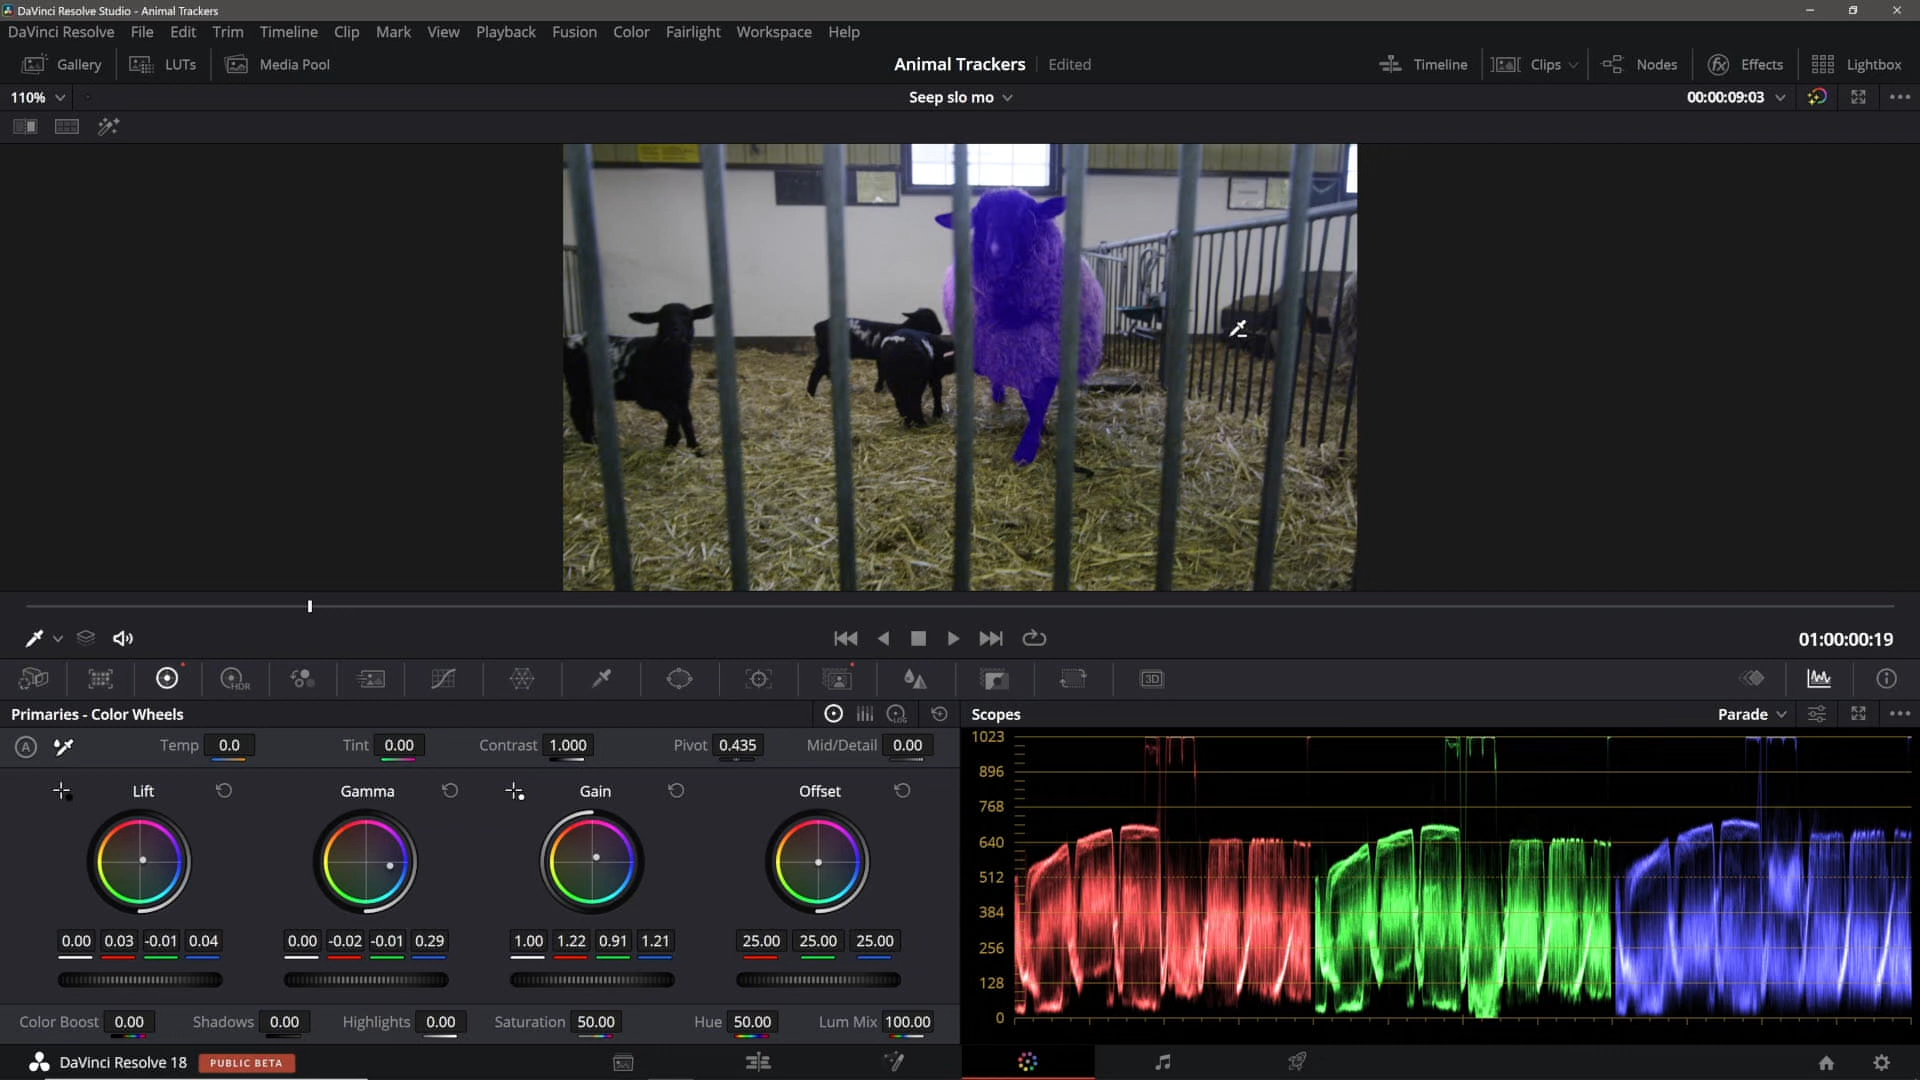 DaVinci Resolve Studio - Animal Trackers
DaVinci Resolve File Edit Trim Timeline Clip Mark View Playback Fusion Color Fairlight Workspace Help
Gallery LUTs Media Pool Animal Trackers Edited Timeline Clips Nodes Effects Lightbox
110% Seep slo mo 00:00:09:03
01:00:00:19
HDR 3D
Primaries - Color Wheels LOG Scopes Parade
A Temp 0.0 Tint 0.00 Contrast 1.000 Pivot 0.435 Mid/Detail 0.00
Lift Gamma Gain Offset
0.00 0.03 -0.01 0.04 0.00 -0.02 -0.01 0.29 1.00 1.22 0.91 1.21 25.00 25.00 25.00
Color Boost 0.00 Shadows 0.00 Highlights 0.00 Saturation 50.00 Hue 50.00 Lum Mix 100.00
1023
896
768
640
512
384
256
128
0
DaVinci Resolve 18 PUBLIC BETA